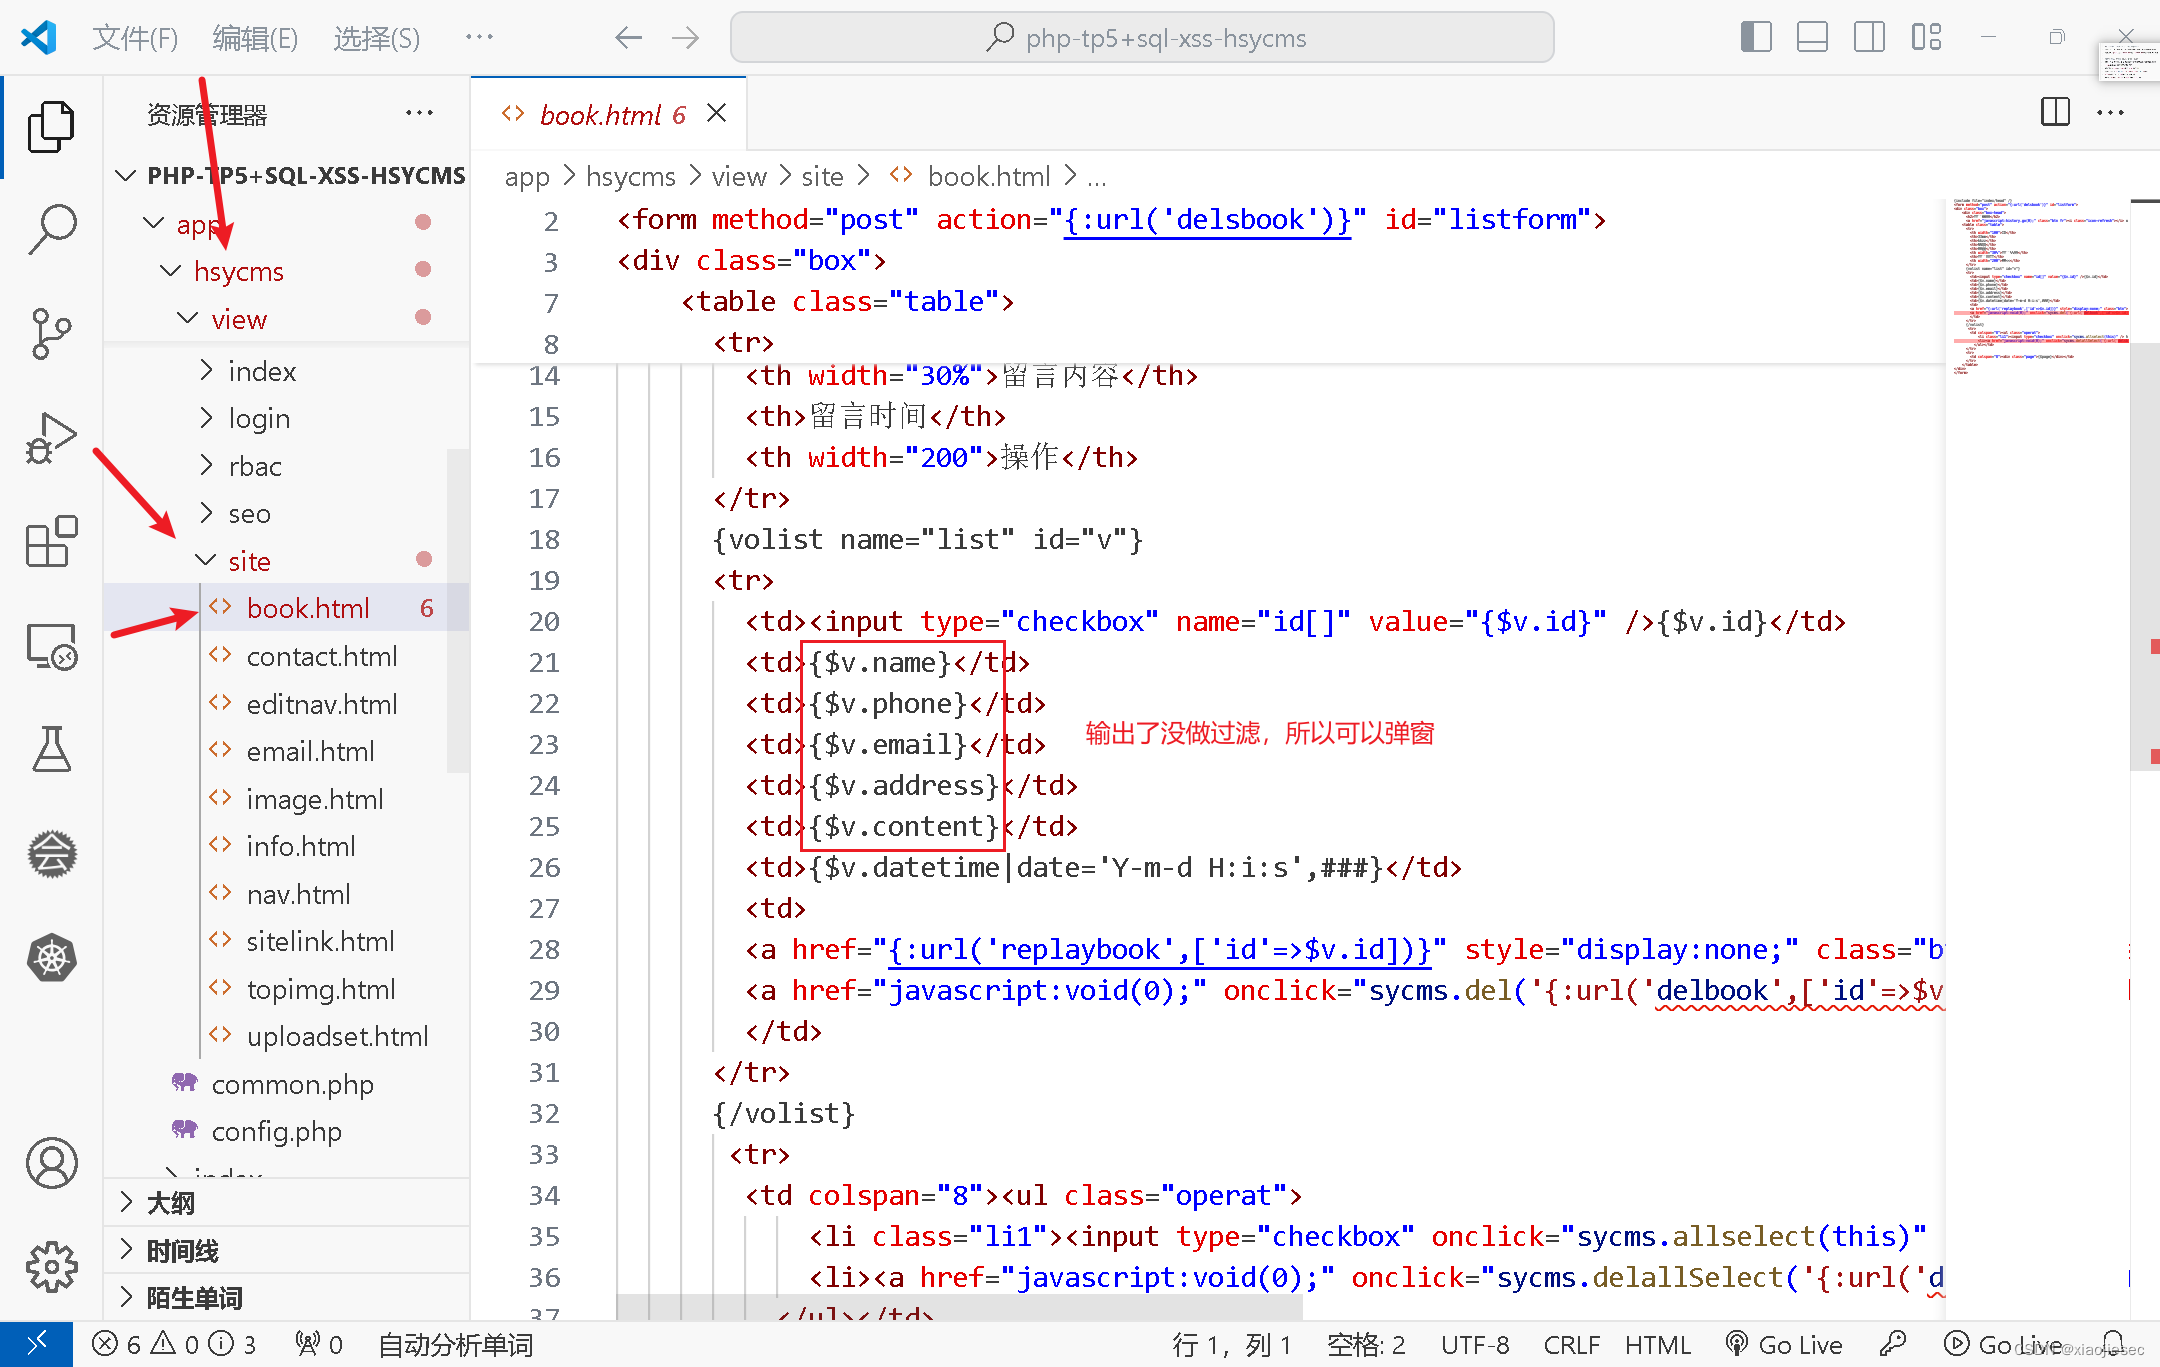 文件(F) 编辑(E) 选择(S) ··· php-tp5+sql-xss-hsycms
资源管理器 ···
PHP-TP5+SQL-XSS-HSYCMS
app
hsycms
view
index
login
rbac
seo
site
book.html 6
contact.html
editnav.html
email.html
image.html
info.html
nav.html
sitelink.html
topimg.html
uploadset.html
common.php
config.php
index
大纲
时间线
陌生单词
book.html 6
app > hsycms > view > site > book.html > ...
2 <form method="post" action="{:url('delsbook')}" id="listform">
3 <div class="box">
7 <table class="table">
8 <tr>
14 <th width="30%">留言内容</th>
15 <th>留言时间</th>
16 <th width="200">操作</th>
17 </tr>
18 {volist name="list" id="v"}
19 <tr>
20 <td><input type="checkbox" name="id[]" value="{$v.id}" />{$v.id}</td>
21 <td>{$v.name}</td>
22 <td>{$v.phone}</td>
23 <td>{$v.email}</td>
24 <td>{$v.address}</td>
25 <td>{$v.content}</td>
输出了没做过滤，所以可以弹窗
26 <td>{$v.datetime|date='Y-m-d H:i:s',###}</td>
27 <td>
28 <a href="{:url('replaybook',['id'=>$v.id])}" style="display:none;" class="b
29 <a href="javascript:void(0);" onclick="sycms.del('{:url('delbook',['id'=>$v
30 </td>
31 </tr>
32 {/volist}
33 <tr>
34 <td colspan="8"><ul class="operat">
35 <li class="li1"><input type="checkbox" onclick="sycms.allselect(this)"
36 <li><a href="javascript:void(0);" onclick="sycms.delallSelect('{:url('d
37 </ul></td>
6 0 3 0 自动分析单词 行 1，列 1 空格: 2 UTF-8 CRLF HTML Go Live Go Live
CSDN @xiaojiesec